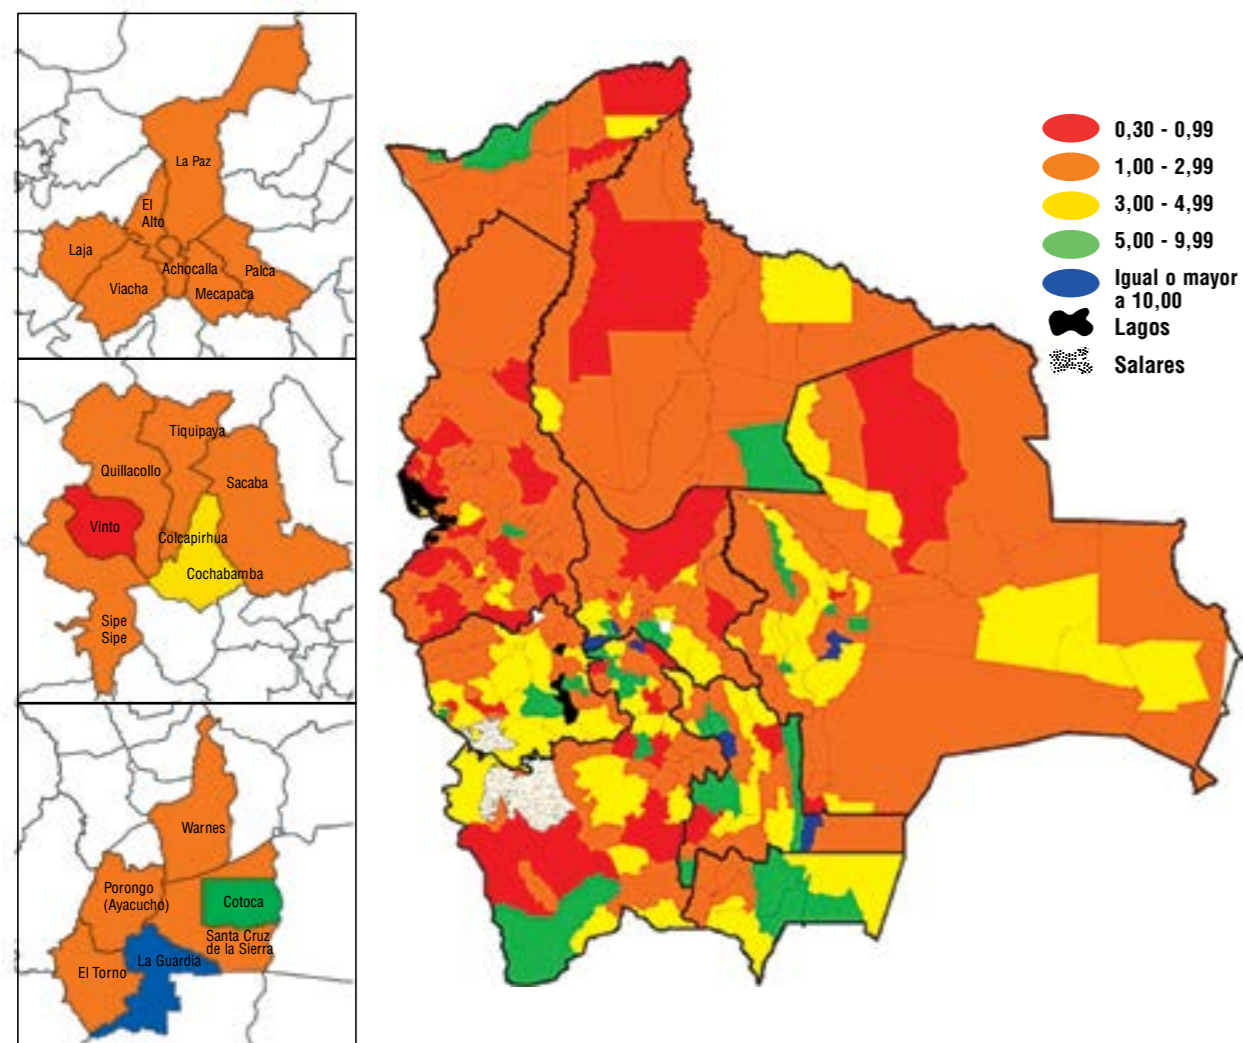 La Paz
El
Alto
Laja
Achocalla
Palca
Viacha
Mecapaca
Tiquipaya
Quillacollo
Sacaba
Vinto
Colcapirhua
Cochabamba
Sipe
Sipe
Warnes
Porongo
(Ayacucho)
Cotoca
Santa Cruz
de la Sierra
La Guardia
El Torno
0,30 - 0,99
1,00 - 2,99
3,00 - 4,99
5,00 - 9,99
Igual o mayor
a 10,00
Lagos
Salares